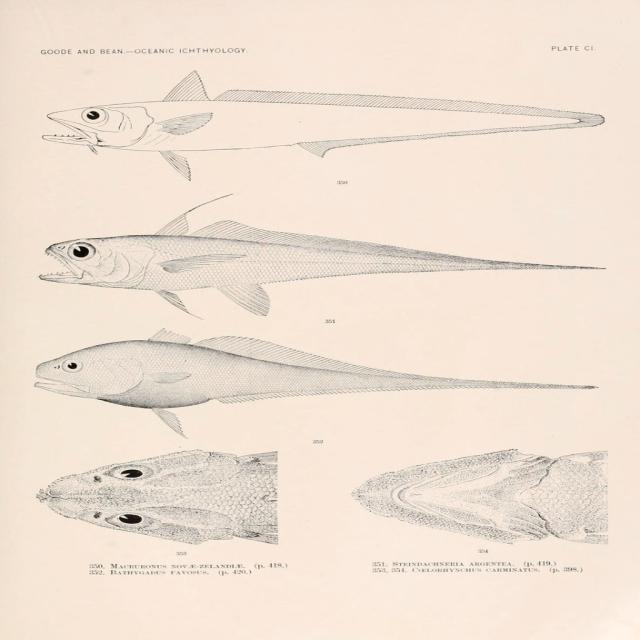 GOODE AND BEAN.—OCEANIC ICHTHYOLOGY.
PLATE CI.
350
351
352
353
354
350. MACRURONUS NOVÆ-ZELANDIÆ. (p. 418.)
352. BATHYGADUS FAVOSUS. (p. 420.)
351. STEINDACHNERIA ARGENTEA. (p. 419.)
353, 354. CŒLORHYNCHUS CARMINATUS. (p. 398.)